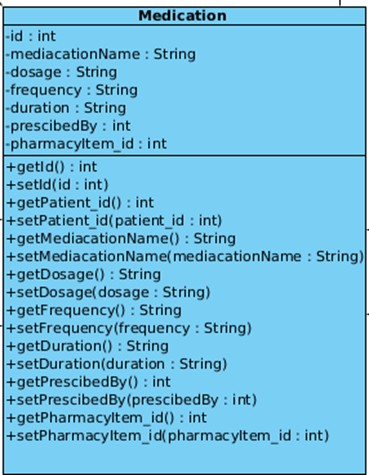 Medication
-id : int
-mediacationName : String
-dosage : String
-frequency : String
-duration : String
-prescibedBy : int
-pharmacyItem_id : int
+getId() : int
+setId(id : int)
+getPatient_id() : int
+setPatient_id(patient_id : int)
+getMediacationName() : String
+setMediacationName(mediacationName : String)
+getDosage() : String
+setDosage(dosage : String)
+getFrequency() : String
+setFrequency(frequency : String)
+getDuration() : String
+setDuration(duration : String)
+getPrescibedBy() : int
+setPrescibedBy(prescibedBy : int)
+getPharmacyItem_id() : int
+setPharmacyItem_id(pharmacyItem_id : int)